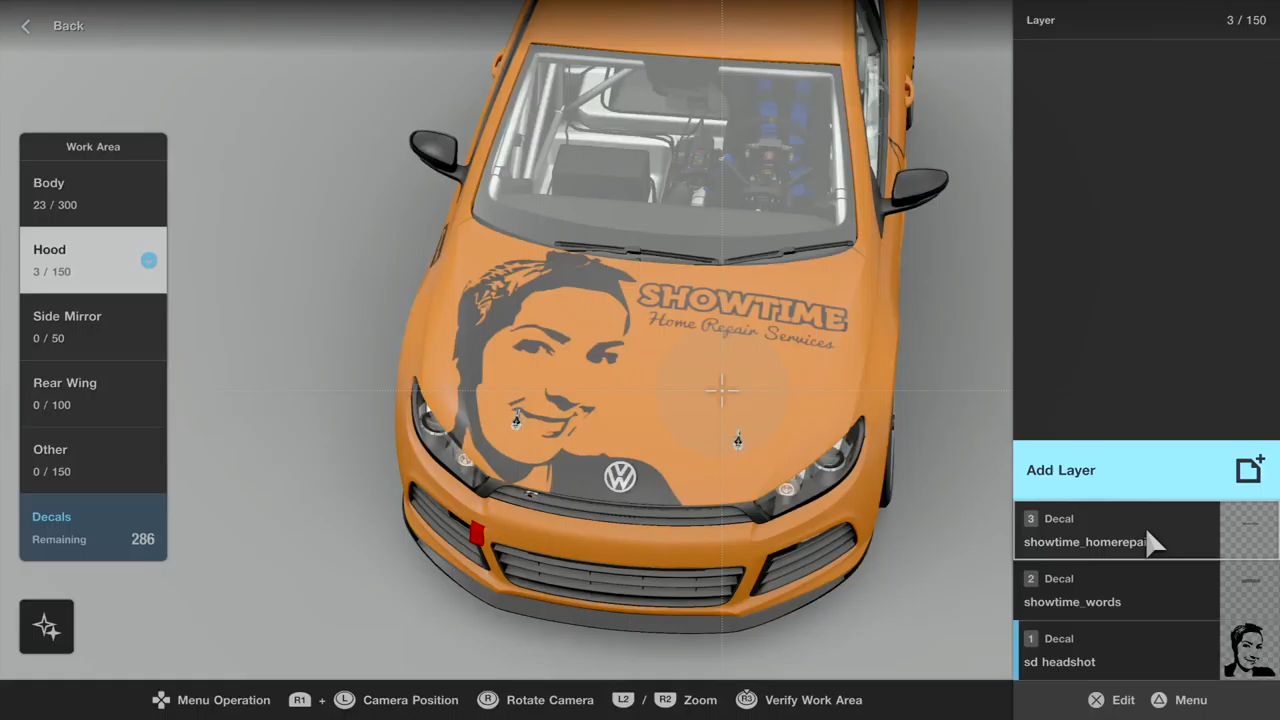 Back
Layer
3 / 150
Work Area
Body
23 / 300
Hood
3 / 150
Side Mirror
0 / 50
Rear Wing
0 / 100
Other
0 / 150
Decals
Remaining 286
SHOWTIME
Home Repair Services
Add Layer
3 Decal
showtime_homerepai
2 Decal
showtime_words
1 Decal
sd headshot
Menu Operation
R1 + L Camera Position
R Rotate Camera
L2 / R2 Zoom
R3 Verify Work Area
Edit
Menu